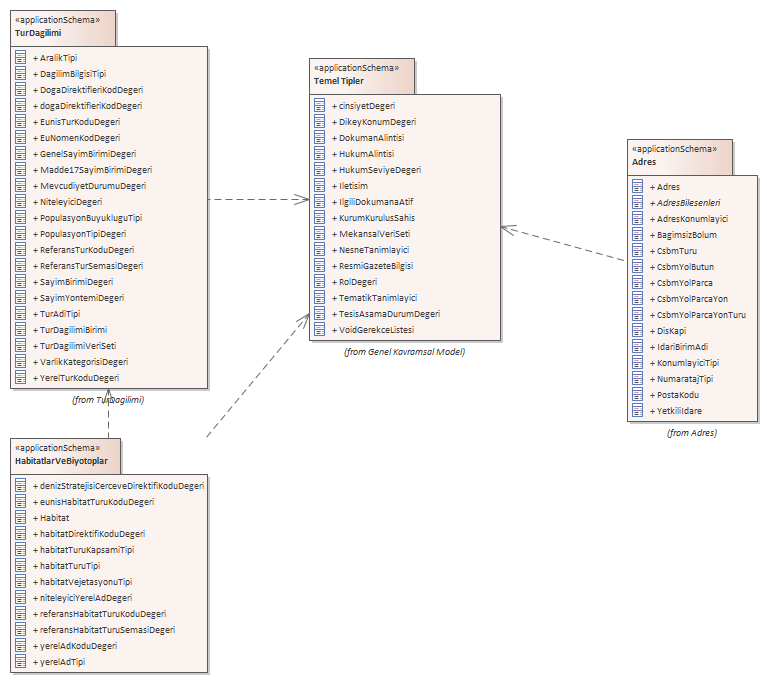 «applicationSchema»
TurDagilimi
+ AralikTipi
+ DagilimBilgisiTipi
+ DogaDirektifleriKodDegeri
+ dogaDirektifleriKodDegeri
+ EunisTurKoduDegeri
+ EuNomenKodDegeri
+ GenelSayimBirimiDegeri
+ Madde17SayimBirimiDegeri
+ MevcudiyetDurumuDegeri
+ NiteleyiciDegeri
+ PopulasyonBuyukluguTipi
+ PopulasyonTipiDegeri
+ ReferansTurKoduDegeri
+ ReferansTurSemasiDegeri
+ SayimBirimiDegeri
+ SayimYontemiDegeri
+ TurAdiTipi
+ TurDagilimiBirimi
+ TurDagilimiVeriSeti
+ VarlikKategorisiDegeri
+ YerelTurKoduDegeri
(from TurDagilimi)
«applicationSchema»
Temel Tipler
+ cinsiyetDegeri
+ DikeyKonumDegeri
+ DokumanAlintisi
+ HukumAlintisi
+ HukumSeviyeDegeri
+ Iletisim
+ IlgiliDokumanaAtif
+ KurumKurulusSahis
+ MekansalVeriSeti
+ NesneTanimlayici
+ ResmiGazeteBilgisi
+ RolDegeri
+ TematikTanimlayici
+ TesisAsamaDurumDegeri
+ VoidGerekceListesi
(from Genel Kavramsal Model)
«applicationSchema»
Adres
+ Adres
+ AdresBilesenleri
+ AdresKonumlayici
+ BagimsizBolum
+ CsbmTuru
+ CsbmYolButun
+ CsbmYolParca
+ CsbmYolParcaYon
+ CsbmYolParcaYonTuru
+ DisKapi
+ IdariBirimAdi
+ KonumlayiciTipi
+ NumaratajTipi
+ PostaKodu
+ YetkiliIdare
(from Adres)
«applicationSchema»
HabitatlarVeBiyotoplar
+ denizStratejisiCerceveDirektifiKoduDegeri
+ eunisHabitatTuruKoduDegeri
+ Habitat
+ habitatDirektifiKoduDegeri
+ habitatTuruKapsamiTipi
+ habitatTuruTipi
+ habitatVejetasyonuTipi
+ niteleyiciYerelAdDegeri
+ referansHabitatTuruKoduDegeri
+ referansHabitatTuruSemasiDegeri
+ yerelAdKoduDegeri
+ yerelAdTipi